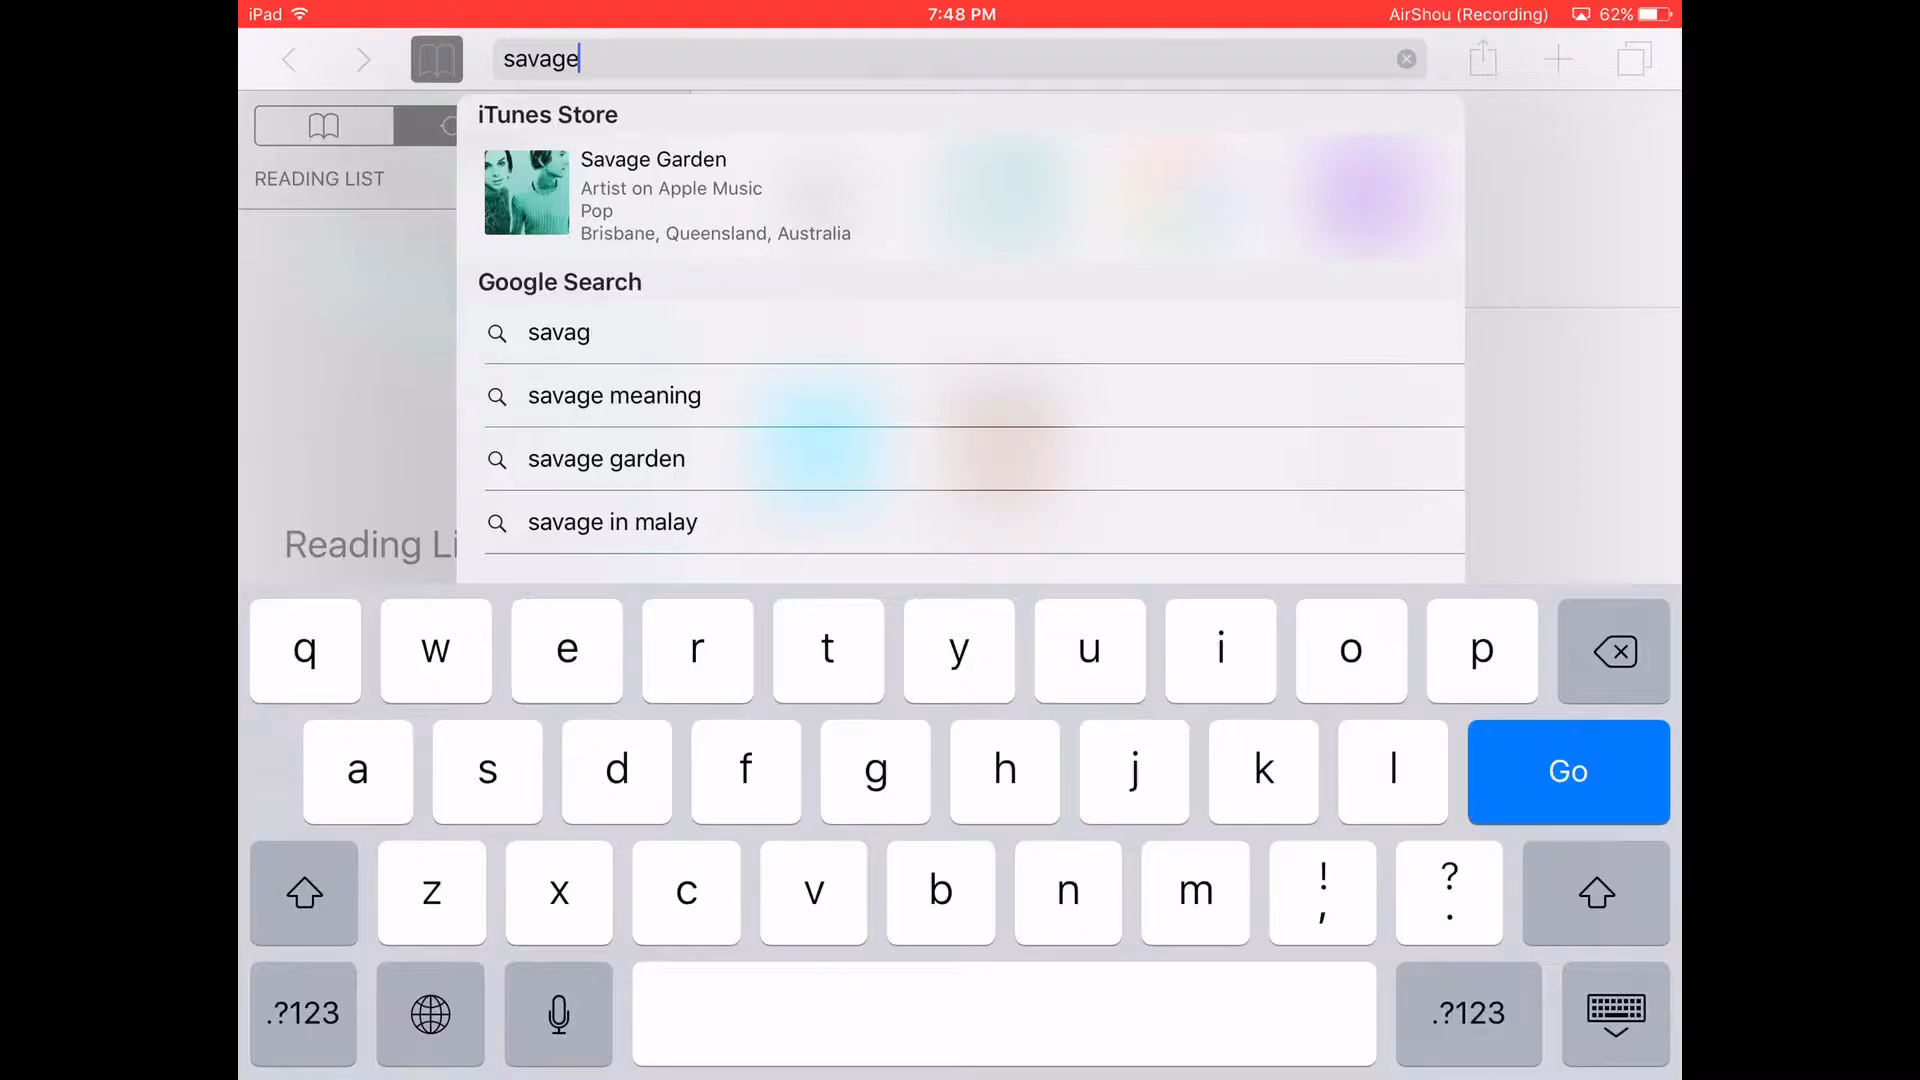 iPad 7:48 PM AirShou (Recording) 62%
savage
READING LIST
iTunes Store
Savage Garden
Artist on Apple Music
Pop
Brisbane, Queensland, Australia
Google Search
savag
savage meaning
savage garden
savage in malay
Reading Li
q w e r t y u i o p
a s d f g h j k l Go
z x c v b n m ! , ? .
.?123 .?123